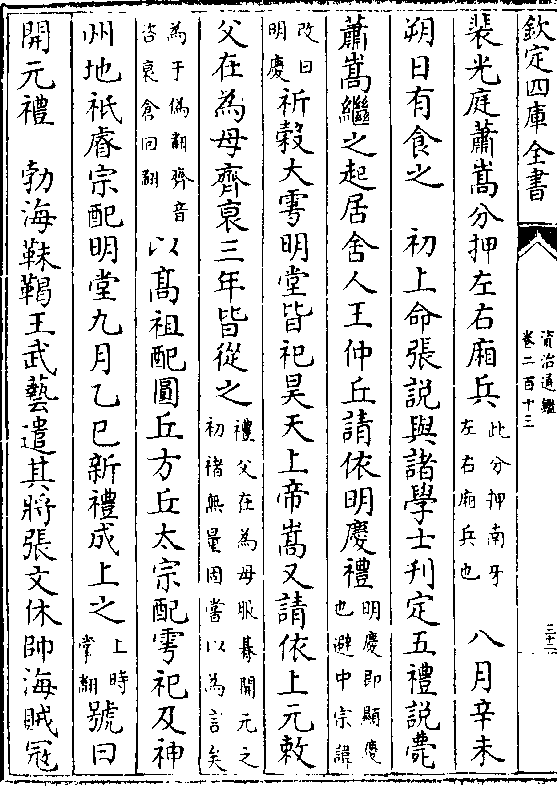 欽定四庫全書
資治通鑑
卷二百十三
三十二
裴光庭蕭嵩分押左右廂兵此分押南牙左右廂兵也　八月辛未
朔日有食之　初上命張說與諸學士刋定五禮說薨
蕭嵩繼之起居舍人王仲丘請依明慶禮明慶即顯慶也避中宗諱
改曰明慶祈榖大雩明堂皆祀昊天上帝嵩又請依上元敕
父在為母齊衰三年皆從之禮父在為母服朞開元之初禇無量固嘗以為言矣
為于偽翻齊音咨衰倉回翻以髙祖配圓丘方丘太宗配雩祀及神
州地祇睿宗配明堂九月乙巳新禮成上之上時掌翻號曰
開元禮　勃海靺鞨王武藝遣其將張文休帥海賊宼